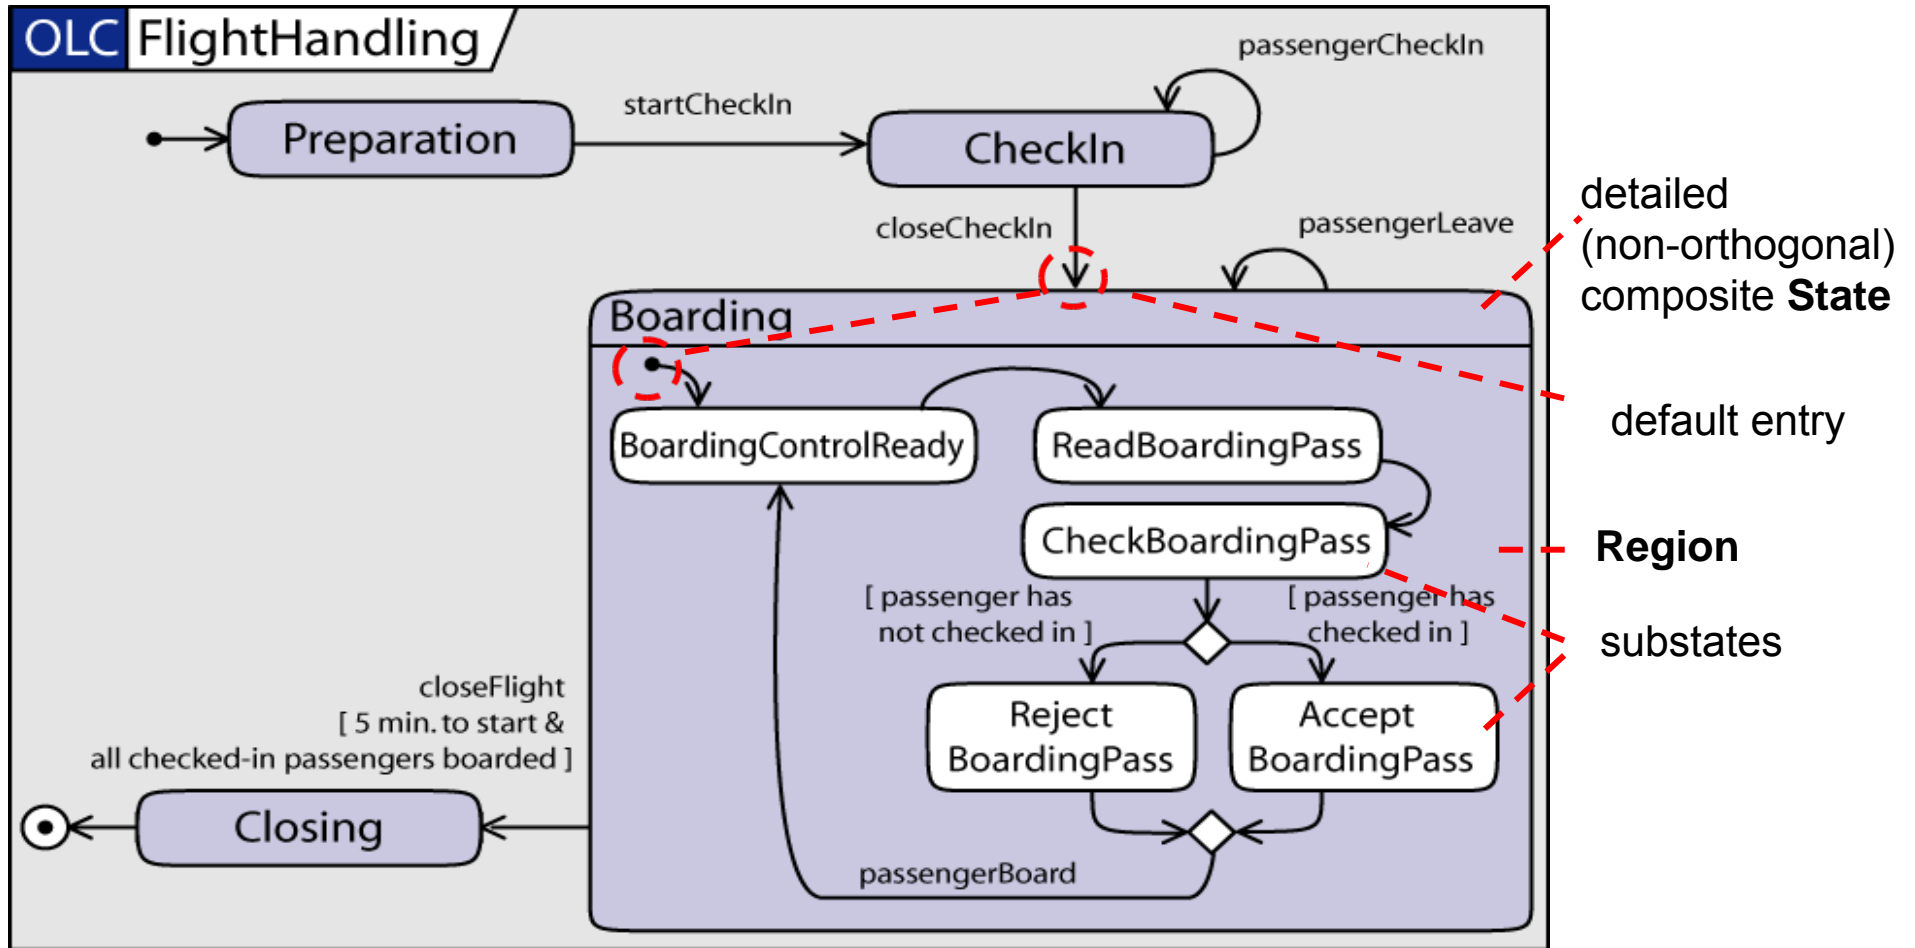 OLC FlightHandling
passengerCheckIn
startCheckIn
Preparation
CheckIn
closeCheckIn
passengerLeave
detailed
(non-orthogonal)
composite State
Boarding
default entry
BoardingControlReady
ReadBoardingPass
CheckBoardingPass
Region
[ passenger has
not checked in ]
[ passenger has
checked in ]
substates
closeFlight
[ 5 min. to start &
all checked-in passengers boarded ]
Reject
BoardingPass
Accept
BoardingPass
Closing
passengerBoard